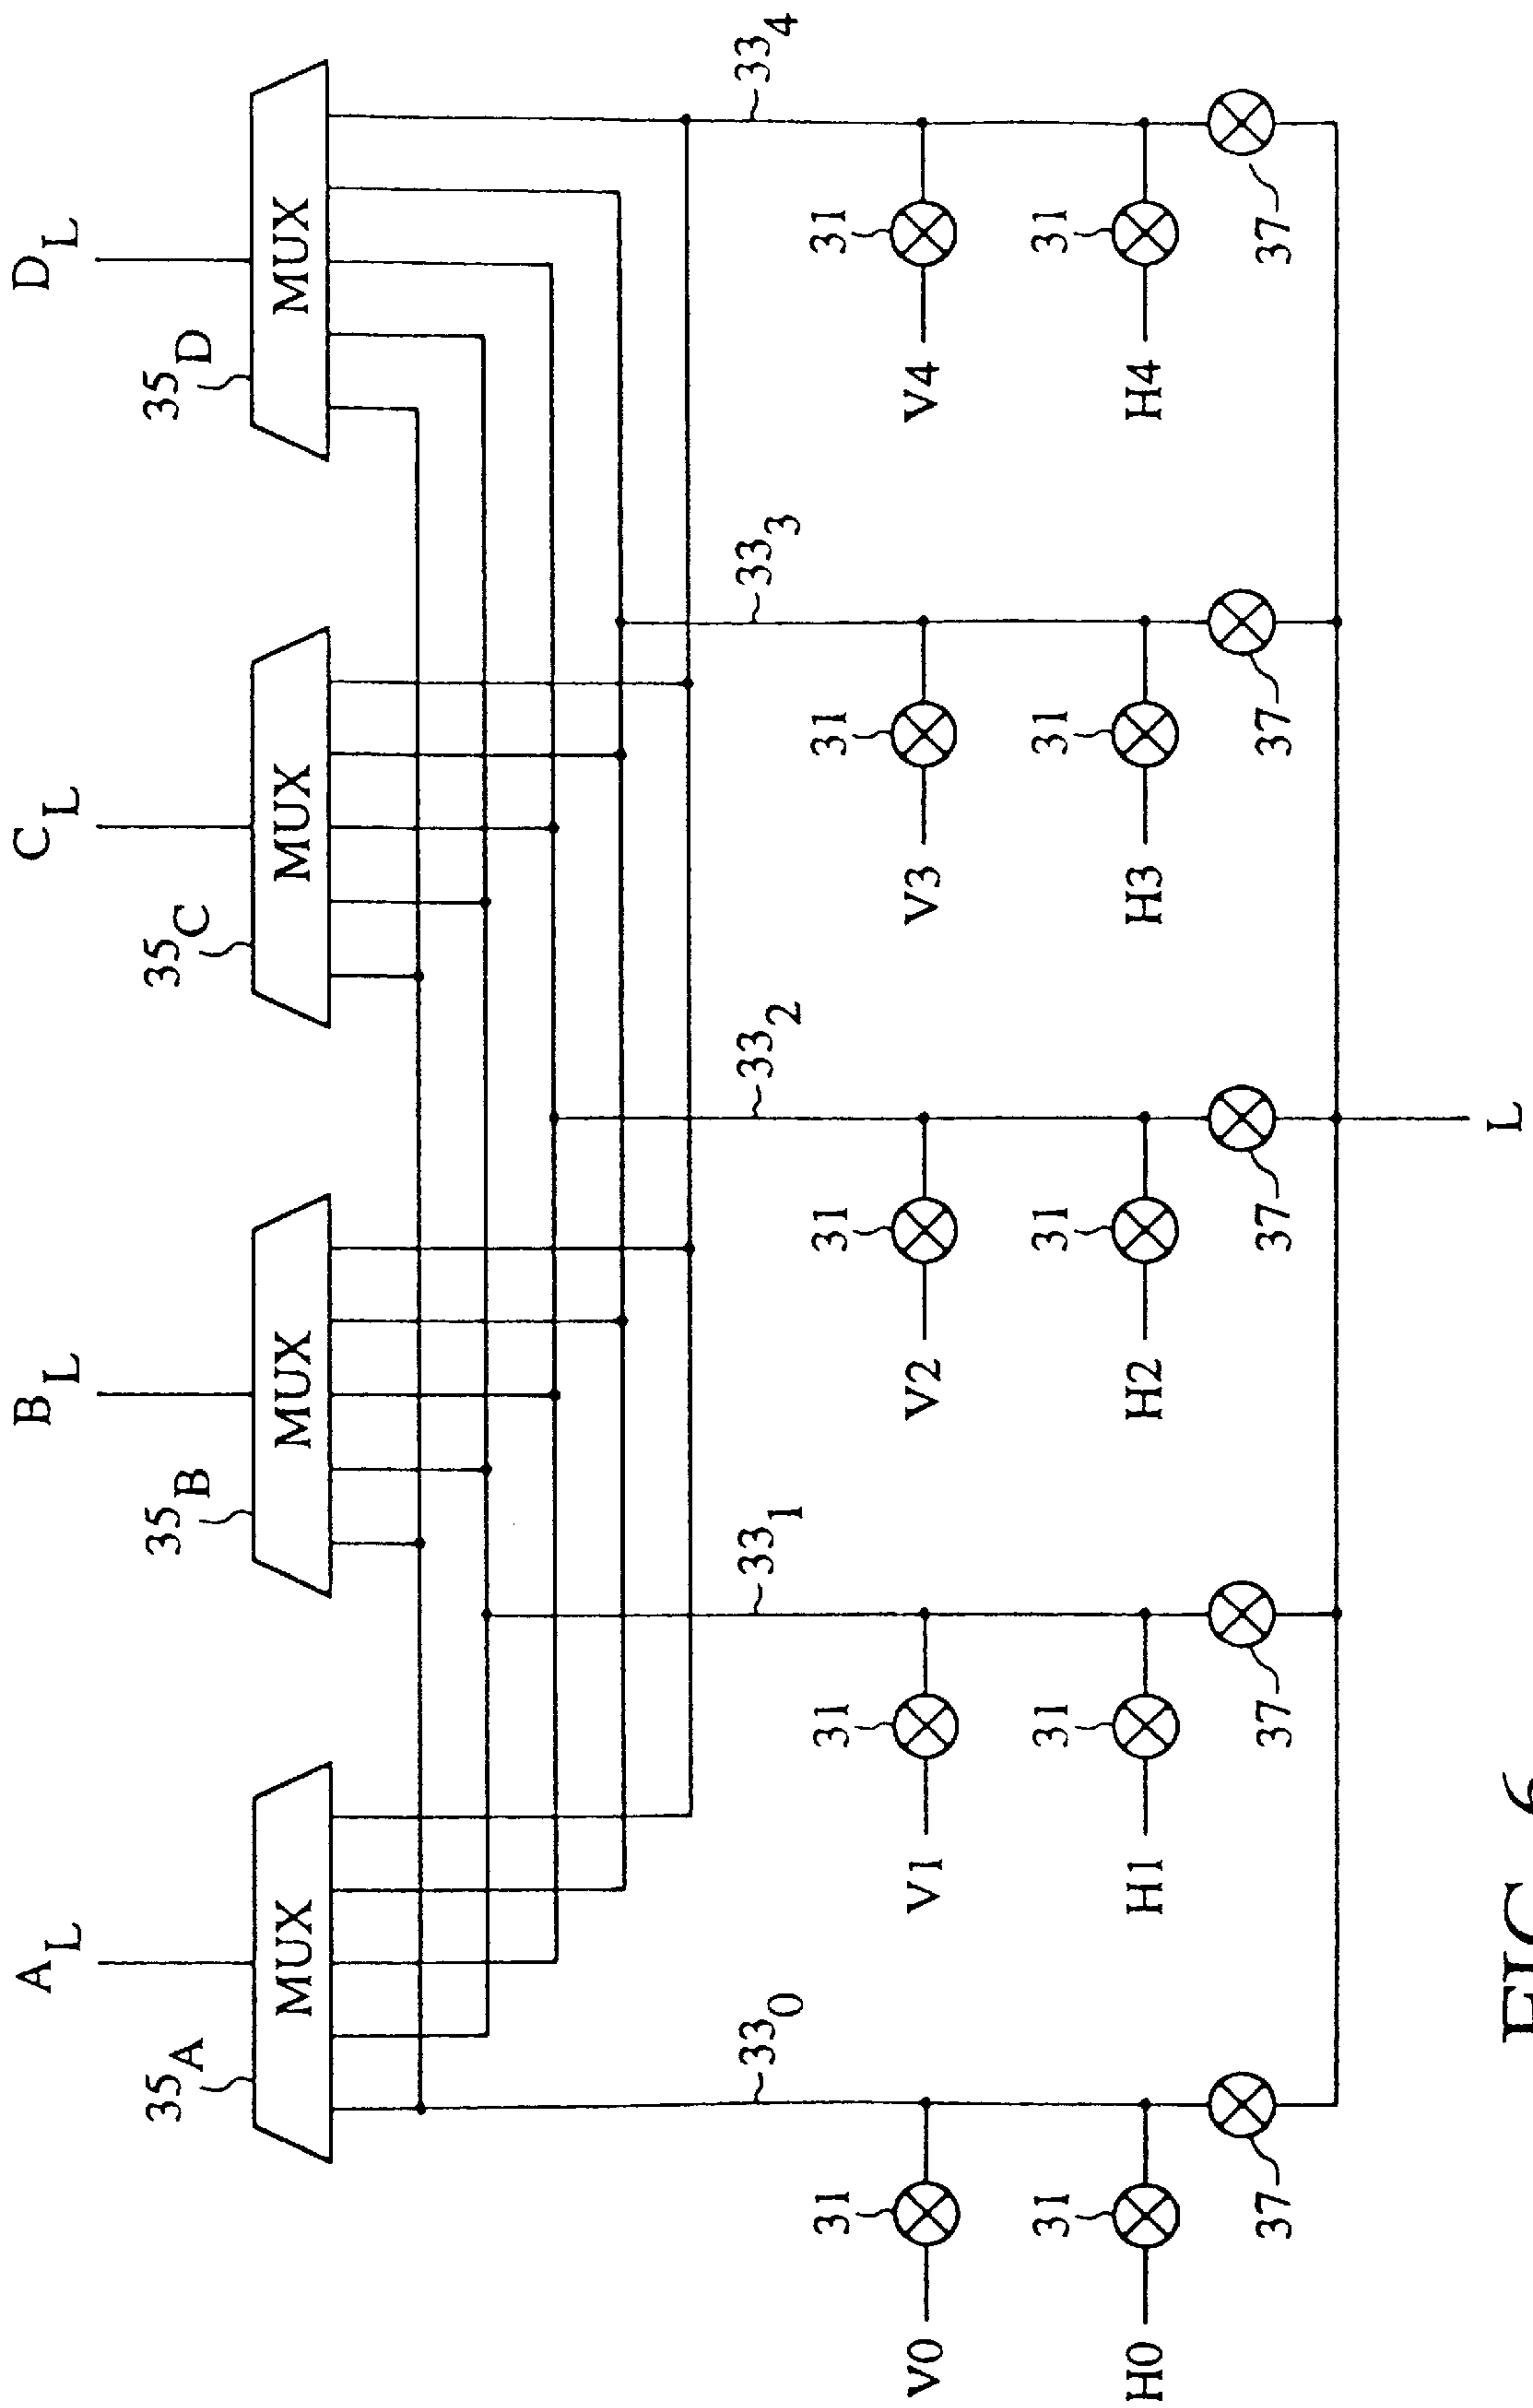 A_L B_L C_L D_L
35_A 35_B 35_C 35_D
MUX MUX MUX MUX
33_0 33_1 33_2 33_3 33_4
31 31 31 31 31
V0 V1 V2 V3 V4
31 31 31 31 31
H0 H1 H2 H3 H4
37 37 37 37 37
L